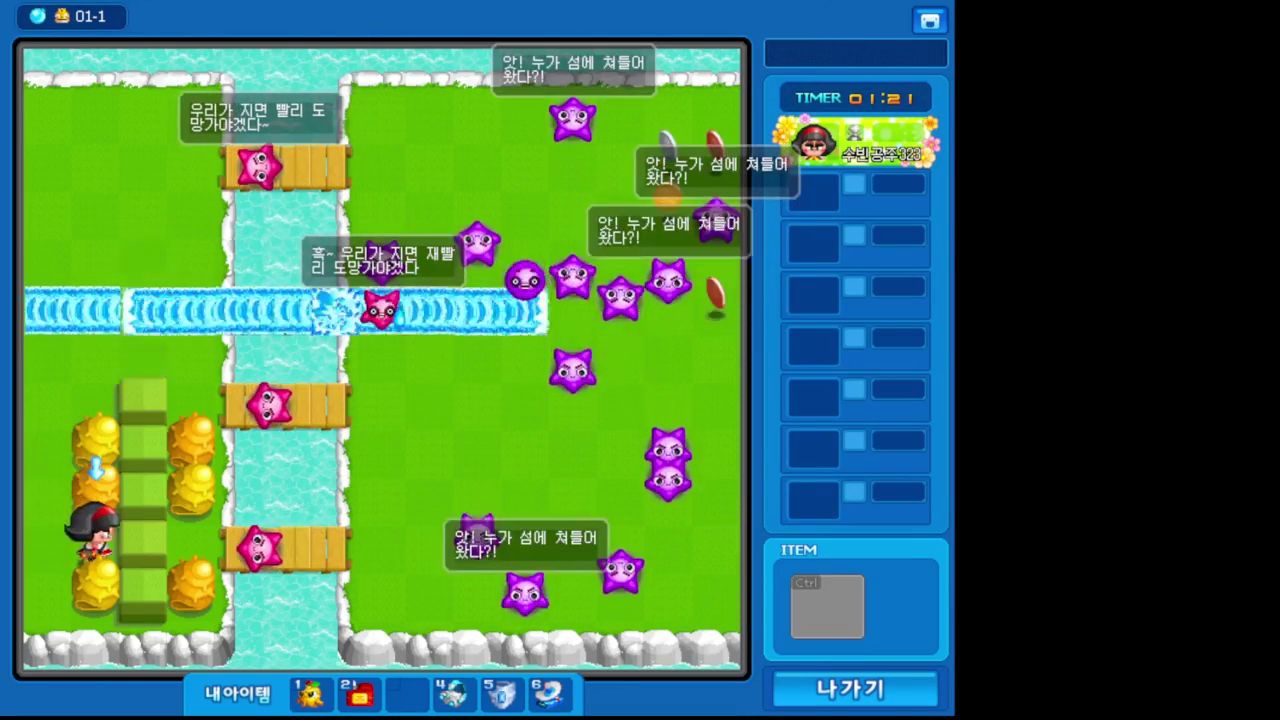 01-1
앗! 누가 섬에 쳐들어
왔다?!
우리가 지면 빨리 도
망가야겠다~
TIMER 01:21
수빈공주323
앗! 누가 섬에 쳐들어
왔다?!
앗! 누가 섬에 쳐들어
왔다?!
흑~ 우리가 지면 재빨
리 도망가야겠다
앗! 누가 섬에 쳐들어
왔다?!
ITEM
Ctrl
내아이템
1 2 4 5 6
나가기